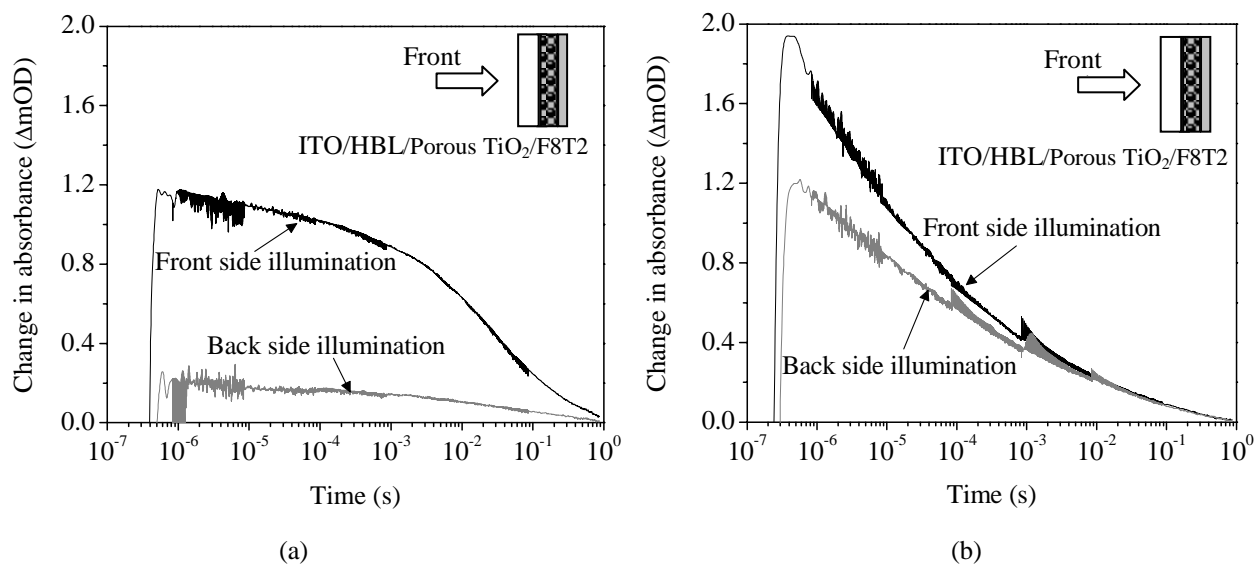 2.0
1.6
1.2
0.8
0.4
0.0
Change in absorbance (ΔmOD)
Front
ITO/HBL/Porous TiO₂/F8T2
Front side illumination
Back side illumination
10⁻⁷ 10⁻⁶ 10⁻⁵ 10⁻⁴ 10⁻³ 10⁻² 10⁻¹ 10⁰
Time (s)
(a)
2.0
1.6
1.2
0.8
0.4
0.0
Change in absorbance (ΔmOD)
Front
ITO/HBL/Porous TiO₂/F8T2
Front side illumination
Back side illumination
10⁻⁷ 10⁻⁶ 10⁻⁵ 10⁻⁴ 10⁻³ 10⁻² 10⁻¹ 10⁰
Time (s)
(b)